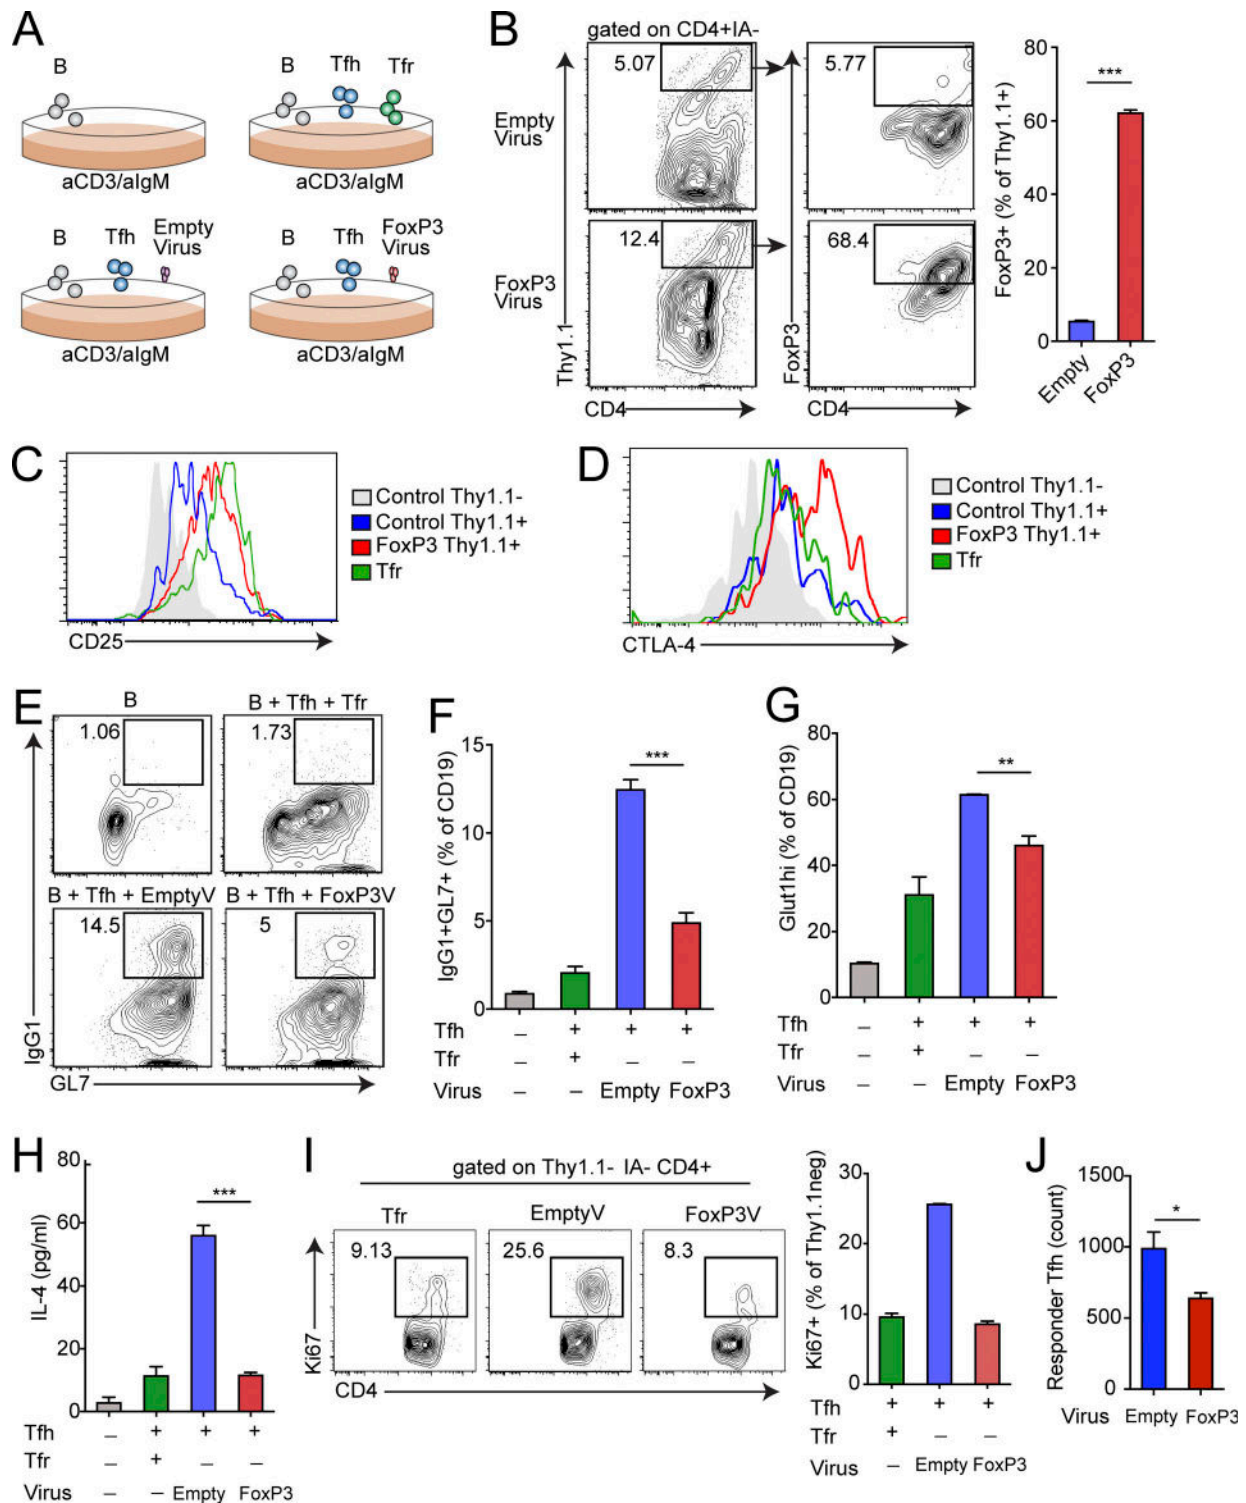 A
B
Tfh
Tfr
B
aCD3/aIgM
aCD3/aIgM
B
Tfh
Empty
Virus
B
Tfh
FoxP3
Virus
aCD3/aIgM
aCD3/aIgM
B
gated on CD4+IA-
5.07
5.77
Empty
Virus
12.4
68.4
FoxP3
Virus
Thy1.1
FoxP3
CD4
CD4
FoxP3+ (% of Thy1.1+)
80
60
40
20
0
***
Empty
FoxP3
C
Control Thy1.1-
Control Thy1.1+
FoxP3 Thy1.1+
Tfr
CD25
D
Control Thy1.1-
Control Thy1.1+
FoxP3 Thy1.1+
Tfr
CTLA-4
E
B
B + Tfh + Tfr
1.06
1.73
B + Tfh + EmptyV
B + Tfh + FoxP3V
14.5
5
IgG1
GL7
F
IgG1+GL7+ (% of CD19)
15
10
5
0
***
Tfh – + + +
Tfr – + – –
Virus – – Empty FoxP3
G
Glut1hi (% of CD19)
80
60
40
20
0
**
– + + +
– + – –
– – Empty FoxP3
H
IL-4 (pg/ml)
80
60
40
20
0
***
Tfh – + + +
Tfr – + – –
Virus – – Empty FoxP3
I
gated on Thy1.1- IA- CD4+
Tfr
EmptyV
FoxP3V
9.13
25.6
8.3
Ki67
CD4
Ki67+ (% of Thy1.1neg)
30
20
10
0
Tfh + + +
Tfr + – –
Virus – Empty FoxP3
J
Responder Tfh (count)
1500
1000
500
0
*
Virus Empty FoxP3